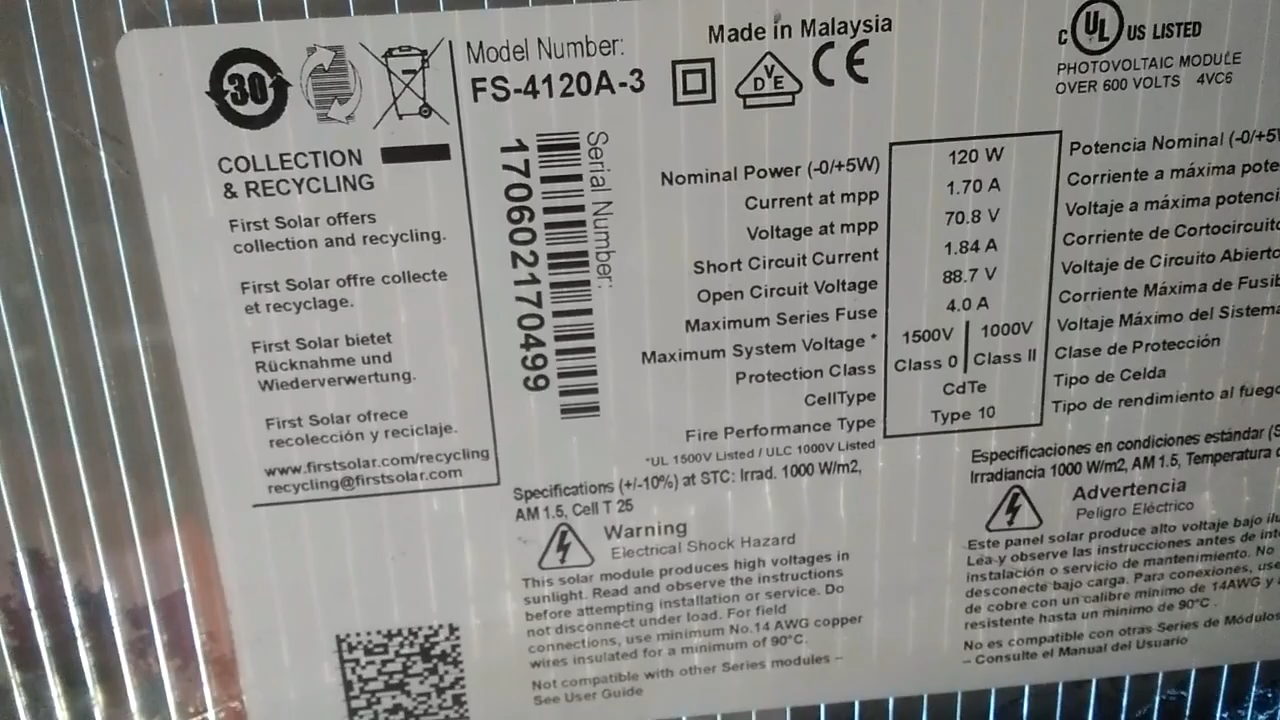 30
COLLECTION
& RECYCLING
First Solar offers
collection and recycling.
First Solar offre collecte
et recyclage.
First Solar bietet
Rücknahme und
Wiederverwertung.
First Solar ofrece
recolección y reciclaje.
www.firstsolar.com/recycling
recycling@firstsolar.com
Model Number:
FS-4120A-3
Serial Number:
170602170499
Made in Malaysia
DVE
CE
C UL US LISTED
PHOTOVOLTAIC MODULE
OVER 600 VOLTS 4VC6
Nominal Power (-0/+5W) 120 W Potencia Nominal (-0/+5
Current at mpp 1.70 A Corriente a máxima pote
Voltage at mpp 70.8 V Voltaje a máxima potenci
Short Circuit Current 1.84 A Corriente de Cortocircuito
Open Circuit Voltage 88.7 V Voltaje de Circuito Abierto
Maximum Series Fuse 4.0 A Corriente Máxima de Fusib
Maximum System Voltage * 1500V | 1000V Voltaje Máximo del Sistema
Protection Class Class 0 | Class II Clase de Protección
CellType CdTe Tipo de Celda
Fire Performance Type Type 10 Tipo de rendimiento al fuego
*UL 1500V Listed / ULC 1000V Listed
Specifications (+/-10%) at STC: Irrad. 1000 W/m2,
AM 1.5, Cell T 25
Warning
Electrical Shock Hazard
This solar module produces high voltages in
sunlight. Read and observe the instructions
before attempting installation or service. Do
not disconnect under load. For field
connections, use minimum No.14 AWG copper
wires insulated for a minimum of 90°C.
Not compatible with other Series modules –
See User Guide
Especificaciones en condiciones estándar (S
Irradiancia 1000 W/m2, AM 1.5, Temperatura
Advertencia
Peligro Eléctrico
Este panel solar produce alto voltaje bajo
Lea y observe las instrucciones antes de
instalación o servicio de mantenimiento. No
desconecte bajo carga. Para conexiones, use
de cobre con un calibre mínimo de 14AWG y
resistente hasta un mínimo de 90°C.
No es compatible con otras Series de Módulos
– Consulte el Manual del Usuario